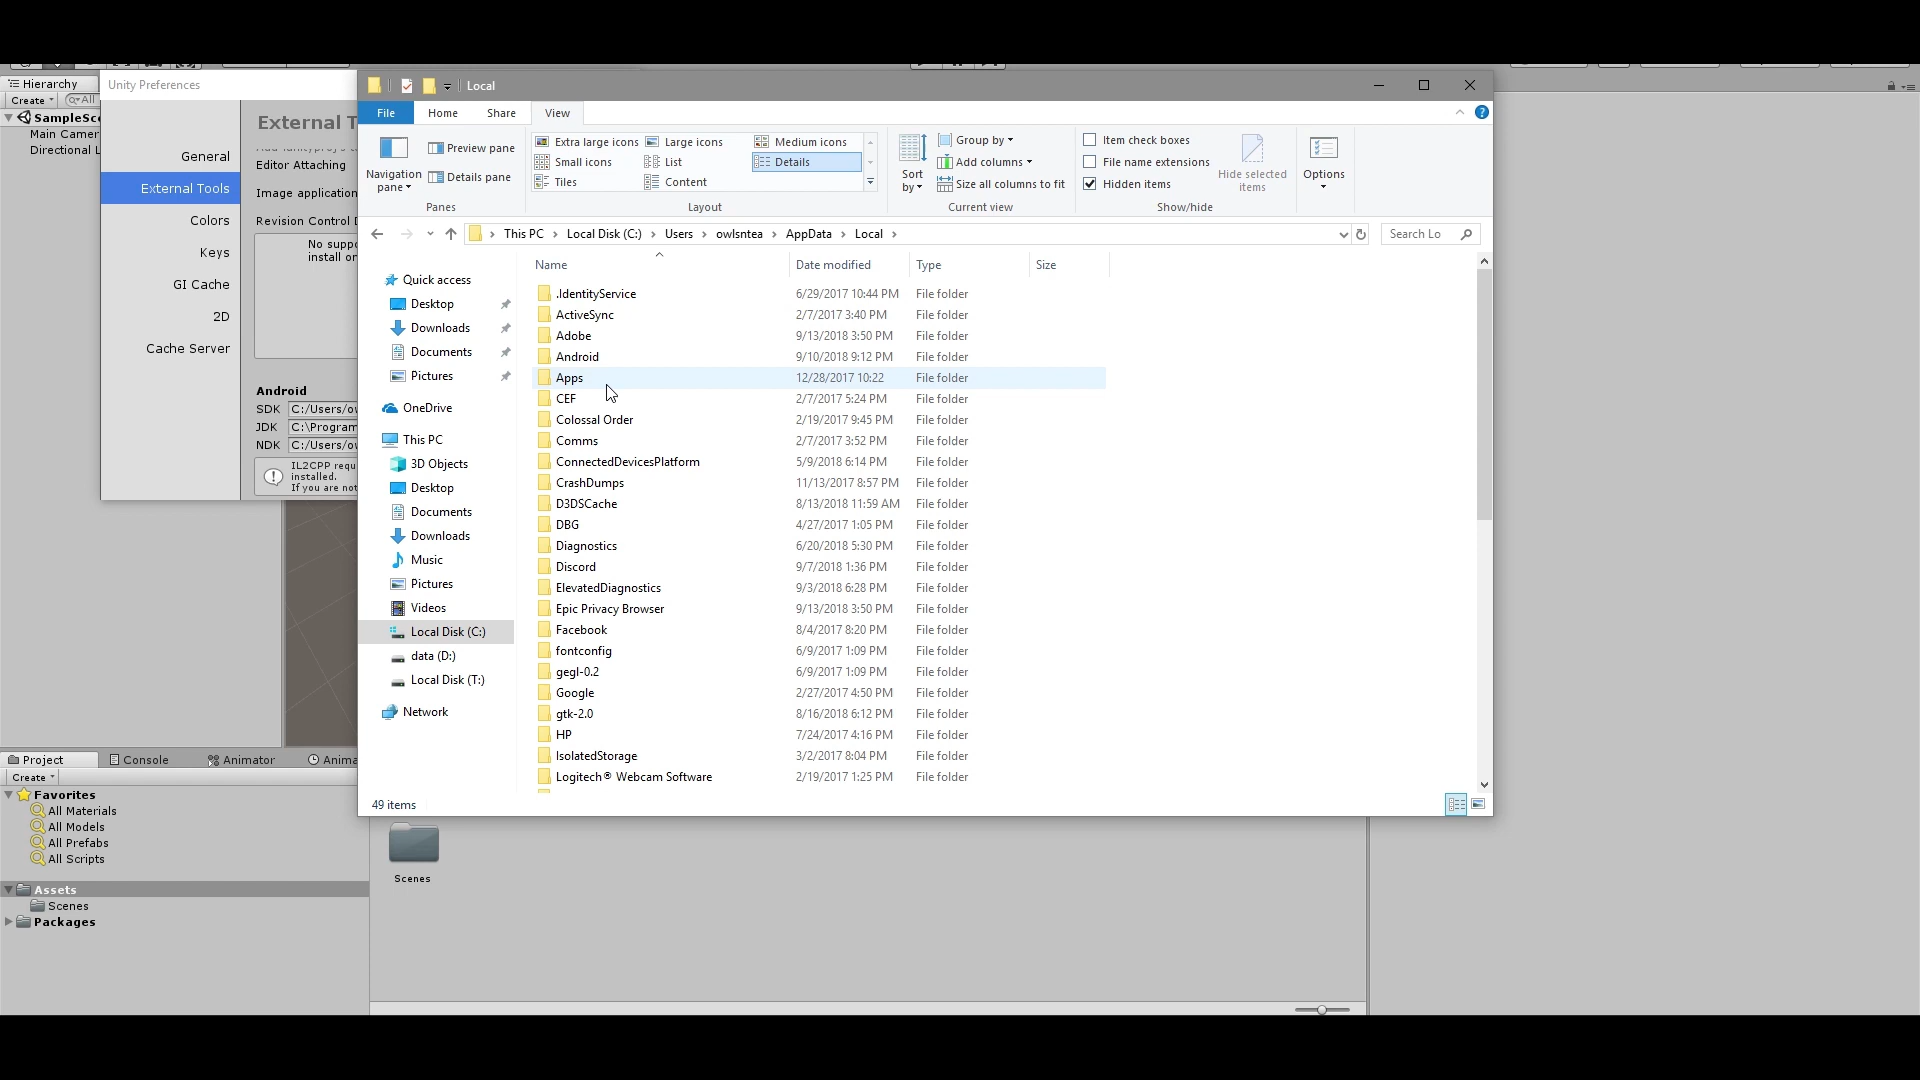 Hierarchy
Create
All
SampleSce
Main Camer
Directional L
Unity Preferences
General
External Tools
Colors
Keys
GI Cache
2D
Cache Server
External T
Editor Attaching
Image application
Revision Control
No supp
install on
Android
SDK C:/Users/o
JDK C:\Program
NDK C:/Users/o
IL2CPP requ
installed.
If you are not
Local
File Home Share View
Navigation pane
Preview pane
Details pane
Panes
Extra large icons Large icons Medium icons
Small icons List Details
Tiles Content
Layout
Sort by
Group by
Add columns
Size all columns to fit
Current view
Item check boxes
File name extensions
Hidden items
Hide selected items
Show/hide
Options
This PC Local Disk (C:) Users owlsntea AppData Local
Search Lo
Quick access
Desktop
Downloads
Documents
Pictures
OneDrive
This PC
3D Objects
Desktop
Documents
Downloads
Music
Pictures
Videos
Local Disk (C:)
data (D:)
Local Disk (T:)
Network
Name Date modified Type Size
.IdentityService 6/29/2017 10:44 PM File folder
ActiveSync 2/7/2017 3:40 PM File folder
Adobe 9/13/2018 3:50 PM File folder
Android 9/10/2018 9:12 PM File folder
Apps 12/28/2017 10:22 File folder
CEF 2/7/2017 5:24 PM File folder
Colossal Order 2/19/2017 9:45 PM File folder
Comms 2/7/2017 3:52 PM File folder
ConnectedDevicesPlatform 5/9/2018 6:14 PM File folder
CrashDumps 11/13/2017 8:57 PM File folder
D3DSCache 8/13/2018 11:59 AM File folder
DBG 4/27/2017 1:05 PM File folder
Diagnostics 6/20/2018 5:30 PM File folder
Discord 9/7/2018 1:36 PM File folder
ElevatedDiagnostics 9/3/2018 6:28 PM File folder
Epic Privacy Browser 9/13/2018 3:50 PM File folder
Facebook 8/4/2017 8:20 PM File folder
fontconfig 6/9/2017 1:09 PM File folder
gegl-0.2 6/9/2017 1:09 PM File folder
Google 2/27/2017 4:50 PM File folder
gtk-2.0 8/16/2018 6:12 PM File folder
HP 7/24/2017 4:16 PM File folder
IsolatedStorage 3/2/2017 8:04 PM File folder
Logitech® Webcam Software 2/19/2017 1:25 PM File folder
49 items
Project Console Animator Anima
Create
Favorites
All Materials
All Models
All Prefabs
All Scripts
Assets
Scenes
Packages
Scenes